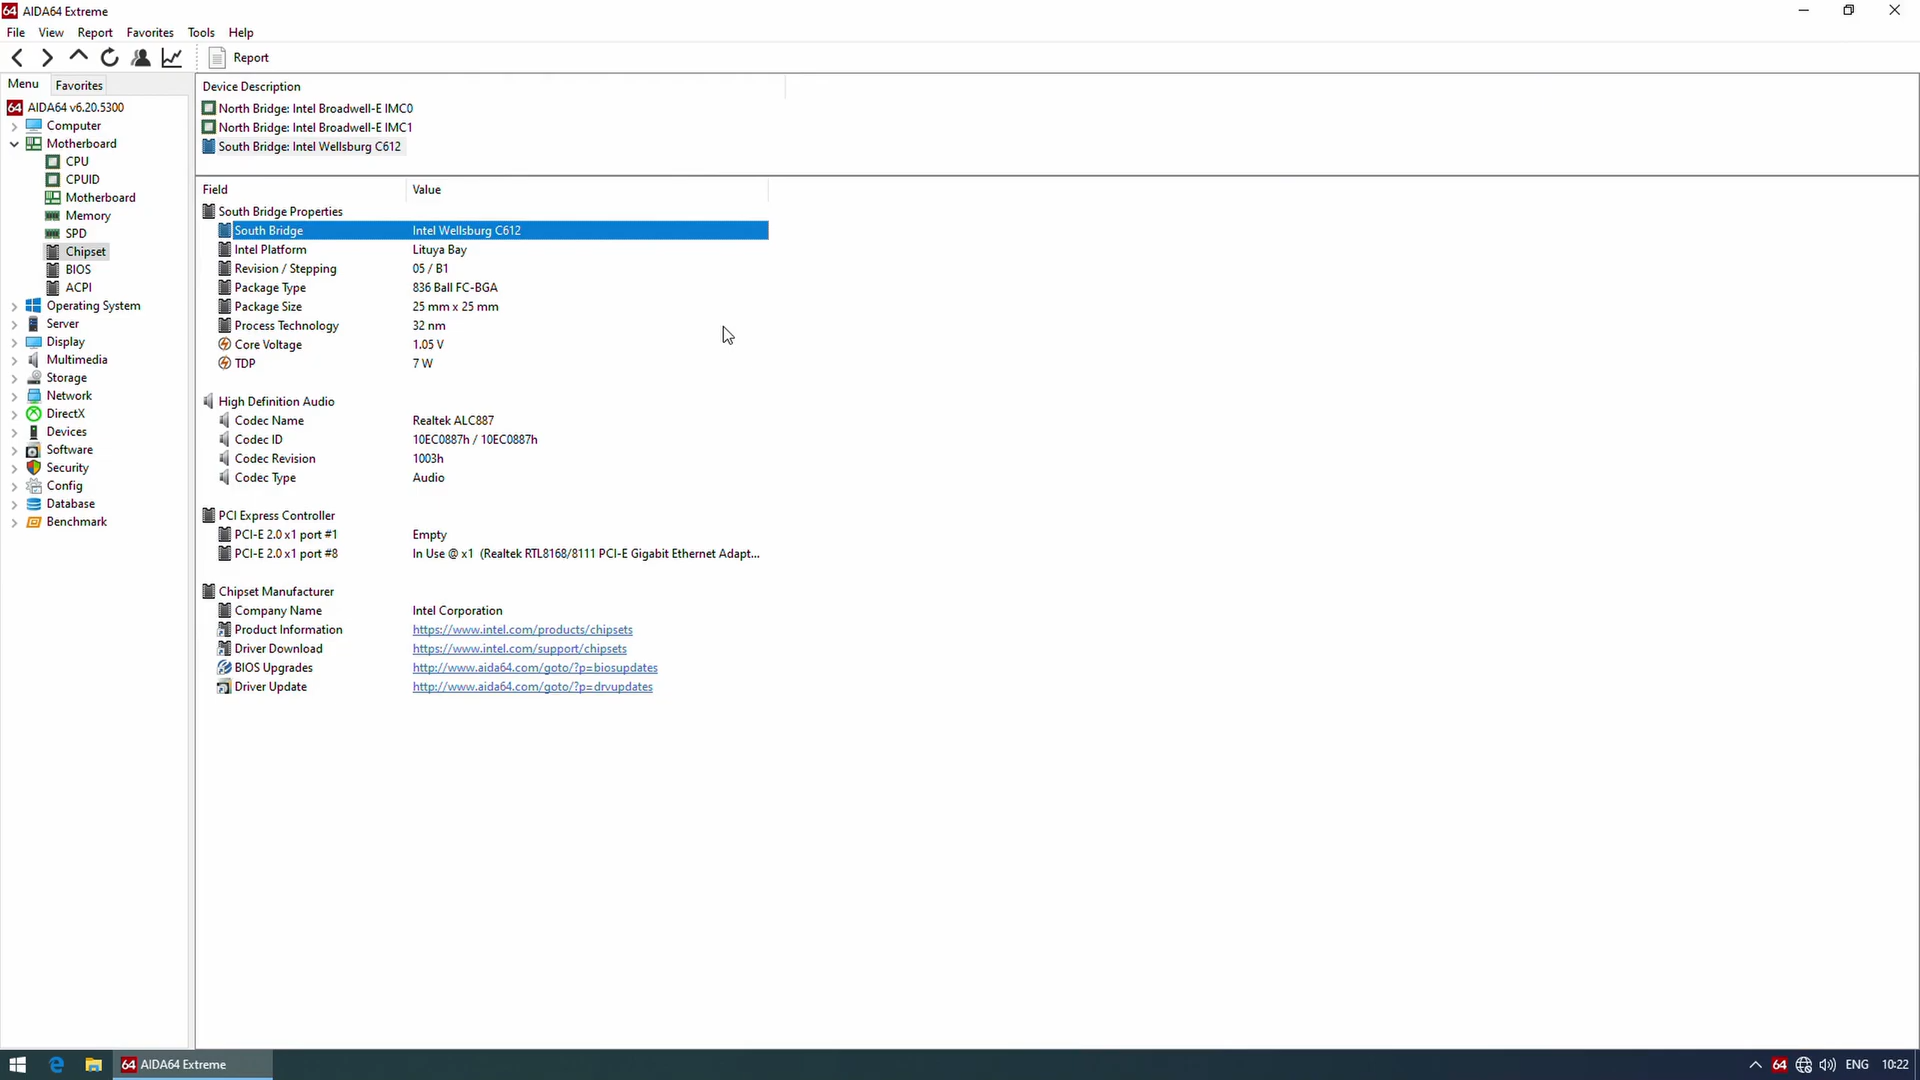 64 AIDA64 Extreme
File View Report Favorites Tools Help
Report
Menu Favorites
64 AIDA64 v6.20.5300
Computer
Motherboard
CPU
CPUID
Motherboard
Memory
SPD
Chipset
BIOS
ACPI
Operating System
Server
Display
Multimedia
Storage
Network
DirectX
Devices
Software
Security
Config
Database
Benchmark
Device Description
North Bridge: Intel Broadwell-E IMC0
North Bridge: Intel Broadwell-E IMC1
South Bridge: Intel Wellsburg C612
Field Value
South Bridge Properties
South Bridge Intel Wellsburg C612
Intel Platform Lituya Bay
Revision / Stepping 05 / B1
Package Type 836 Ball FC-BGA
Package Size 25 mm x 25 mm
Process Technology 32 nm
Core Voltage 1.05 V
TDP 7 W
High Definition Audio
Codec Name Realtek ALC887
Codec ID 10EC0887h / 10EC0887h
Codec Revision 1003h
Codec Type Audio
PCI Express Controller
PCI-E 2.0 x1 port #1 Empty
PCI-E 2.0 x1 port #8 In Use @ x1 (Realtek RTL8168/8111 PCI-E Gigabit Ethernet Adapt...
Chipset Manufacturer
Company Name Intel Corporation
Product Information https://www.intel.com/products/chipsets
Driver Download https://www.intel.com/support/chipsets
BIOS Upgrades http://www.aida64.com/goto/?p=biosupdates
Driver Update http://www.aida64.com/goto/?p=drvupdates
64 AIDA64 Extreme
64 ENG 10:22